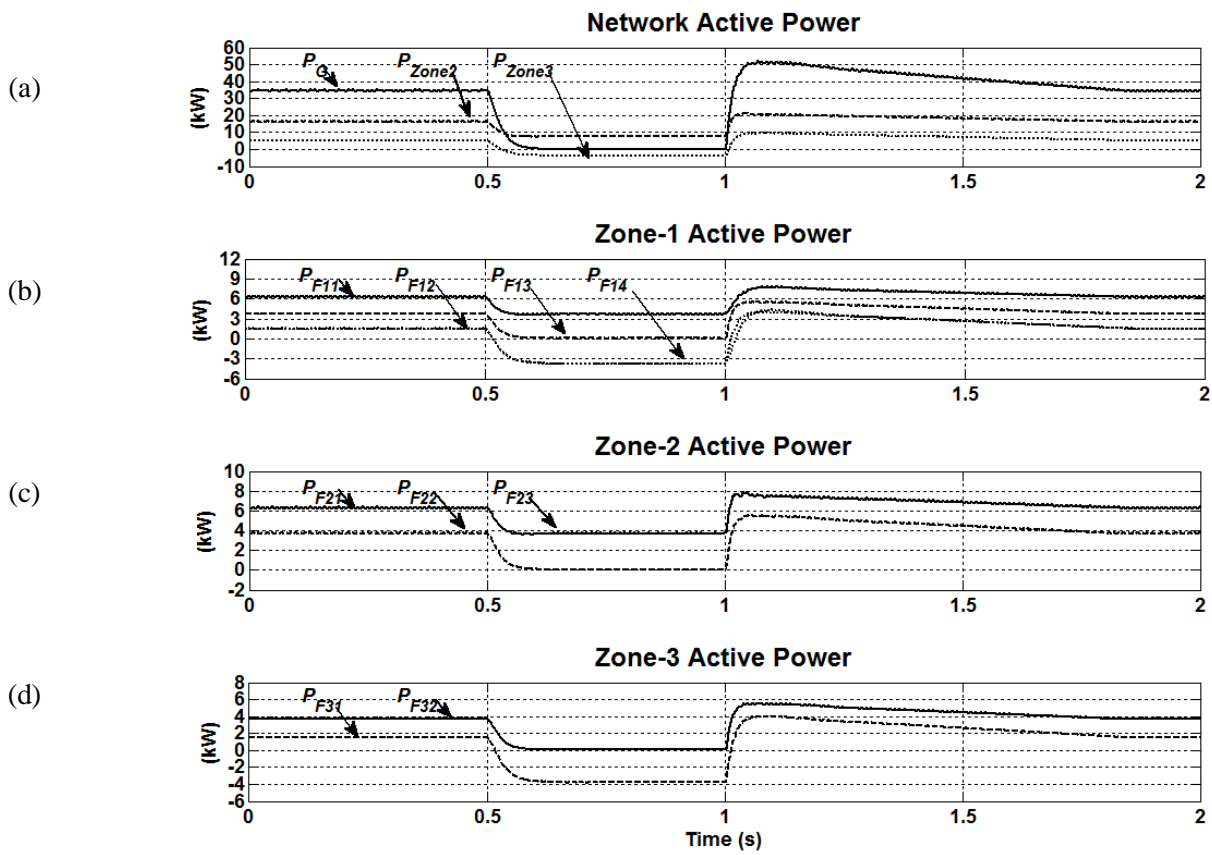 Network Active Power
(a)
(kW)
60
50
40
30
20
10
0
-10
P_G
P_Zone2
P_Zone3
0 0.5 1 1.5 2
Zone-1 Active Power
(b)
(kW)
12
9
6
3
0
-3
-6
P_F11
P_F12
P_F13
P_F14
0 0.5 1 1.5 2
Zone-2 Active Power
(c)
(kW)
10
8
6
4
2
0
-2
P_F21
P_F22
P_F23
0 0.5 1 1.5 2
Zone-3 Active Power
(d)
(kW)
8
6
4
2
0
-2
-4
-6
P_F31
P_F32
0 0.5 1 1.5 2
Time (s)